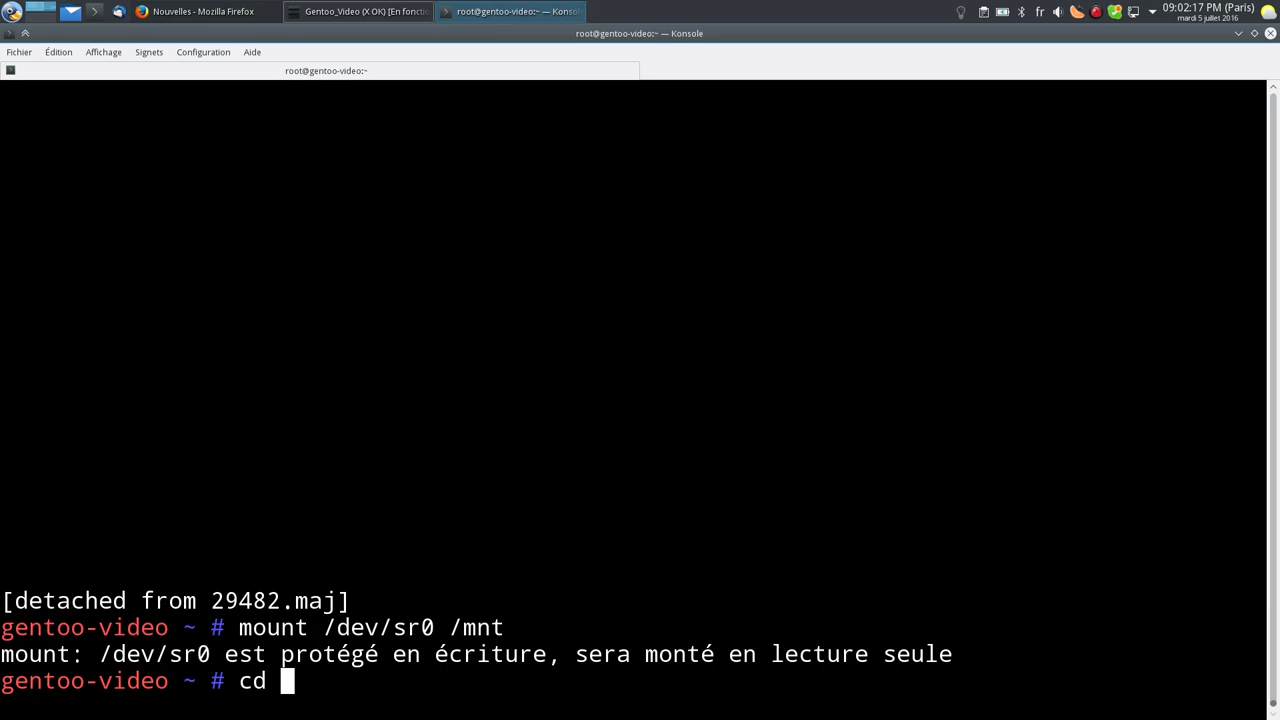 Nouvelles - Mozilla Firefox
Gentoo_Video (X OK) [En foncti
root@gentoo-video:~ — Konso
fr
09:02:17 PM (Paris)
mardi 5 juillet 2016
root@gentoo-video:~ — Konsole
Fichier Édition Affichage Signets Configuration Aide
root@gentoo-video:~
[detached from 29482.maj]
gentoo-video ~ # mount /dev/sr0 /mnt
mount: /dev/sr0 est protégé en écriture, sera monté en lecture seule
gentoo-video ~ # cd